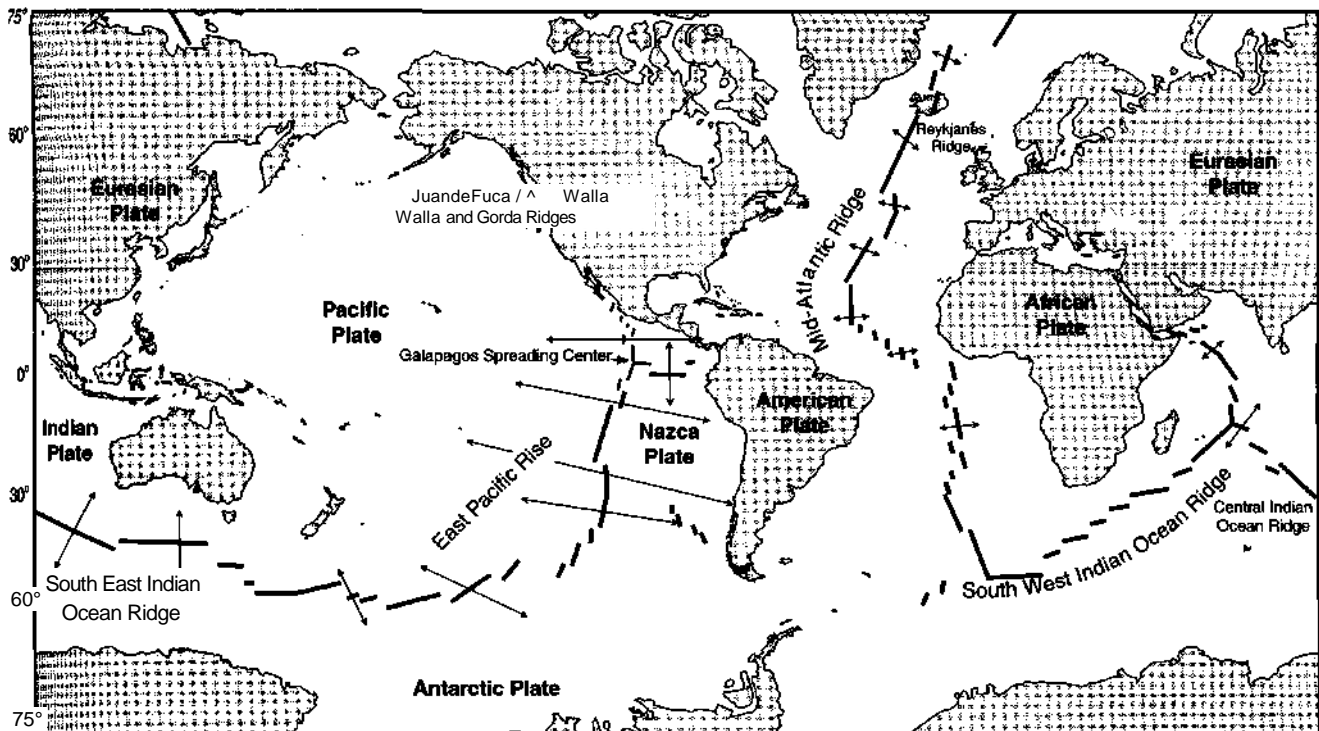 75°
60°
30°
0°
30°
60°
75°
Eurasian
Plate
JuandeFuca / ^ Walla
Walla and Gorda Ridges
Reykjanes
Ridge
Eurasian
Plate
Mid-Atlantic Ridge
Pacific
Plate
African
Plate
Galapagos Spreading Center
Indian
Plate
Nazca
Plate
American
Plate
East Pacific Rise
South East Indian
Ocean Ridge
South West Indian Ocean Ridge
Central Indian
Ocean Ridge
Antarctic Plate